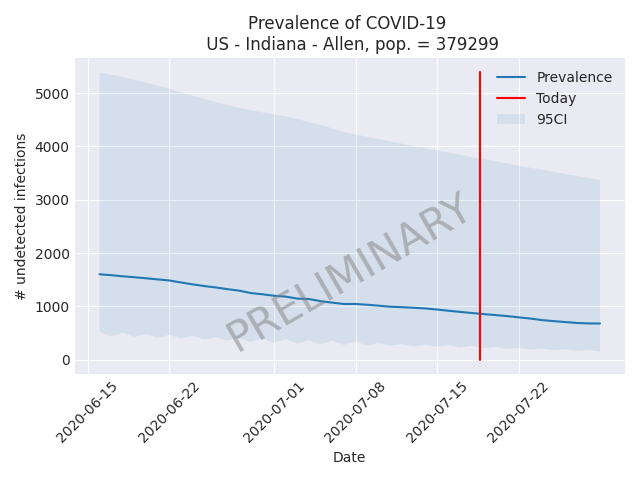 Prevalence of COVID-19
US - Indiana - Allen, pop. = 379299
Prevalence
Today
95CI
# undetected infections
5000
4000
3000
2000
1000
0
PRELIMINARY
2020-06-15
2020-06-22
2020-07-01
2020-07-08
2020-07-15
2020-07-22
Date